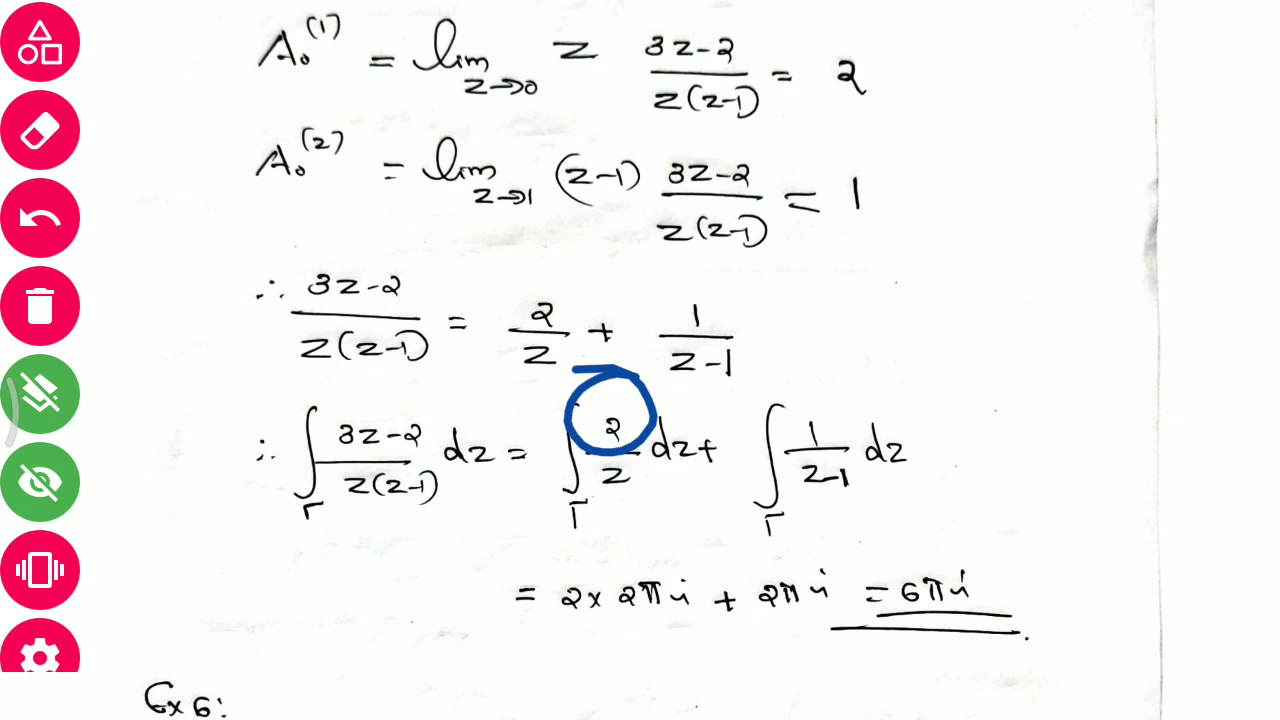 A₀⁽¹⁾ = lim z→0 z (3z-2)/(z(z-1)) = 2
A₀⁽²⁾ = lim z→1 (z-1) (3z-2)/(z(z-1)) = 1
∴ (3z-2)/(z(z-1)) = 2/z + 1/(z-1)
∴ ∫_Γ (3z-2)/(z(z-1)) dz = ∫_Γ 2/z dz + ∫_Γ 1/(z-1) dz
= 2 × 2πi + 2πi = 6πi.
Ex 6: